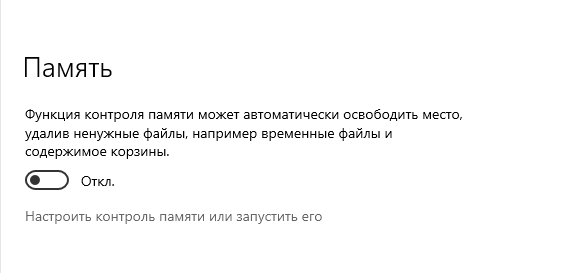 Память
Функция контроля памяти может автоматически освободить место,
удалив ненужные файлы, например временные файлы и
содержимое корзины.
Откл.
Настроить контроль памяти или запустить его